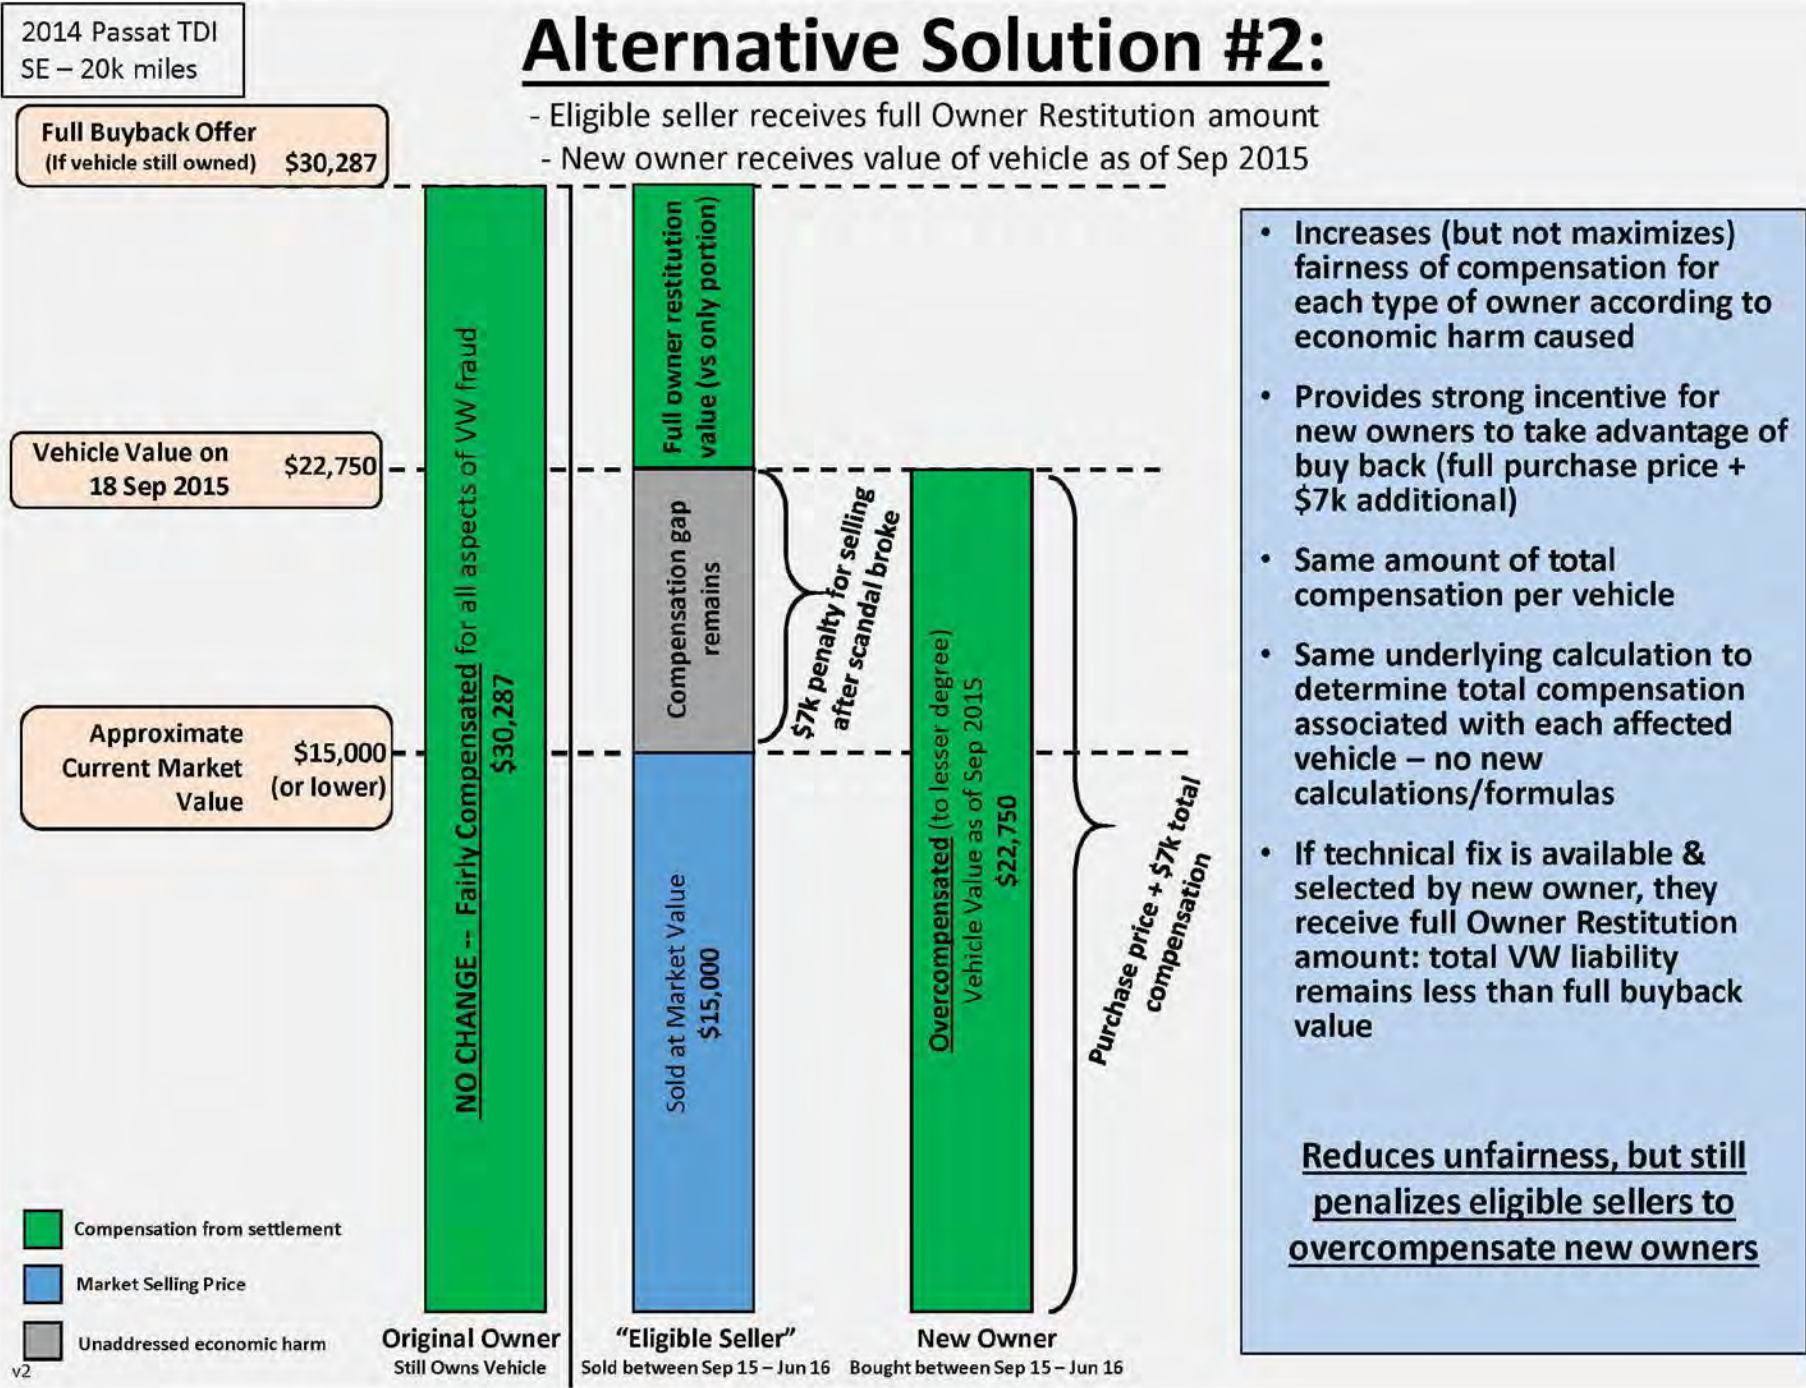 2014 Passat TDI
SE – 20k miles
Alternative Solution #2:
- Eligible seller receives full Owner Restitution amount
- New owner receives value of vehicle as of Sep 2015
Full Buyback Offer
(If vehicle still owned) $30,287
Vehicle Value on
18 Sep 2015
$22,750
Approximate
Current Market
Value
$15,000
(or lower)
NO CHANGE -- Fairly Compensated for all aspects of VW fraud
$30,287
Full owner restitution
value (vs only portion)
Compensation gap
remains
$7k penalty for selling
after scandal broke
Sold at Market Value
$15,000
Overcompensated (to lesser degree)
Vehicle Value as of Sep 2015
$22,750
Purchase price + $7k total
compensation
• Increases (but not maximizes)
fairness of compensation for
each type of owner according to
economic harm caused
• Provides strong incentive for
new owners to take advantage of
buy back (full purchase price +
$7k additional)
• Same amount of total
compensation per vehicle
• Same underlying calculation to
determine total compensation
associated with each affected
vehicle – no new
calculations/formulas
• If technical fix is available &
selected by new owner, they
receive full Owner Restitution
amount: total VW liability
remains less than full buyback
value
Reduces unfairness, but still
penalizes eligible sellers to
overcompensate new owners
Compensation from settlement
Market Selling Price
Unaddressed economic harm
v2
Original Owner
Still Owns Vehicle
"Eligible Seller"
Sold between Sep 15 – Jun 16
New Owner
Bought between Sep 15 – Jun 16